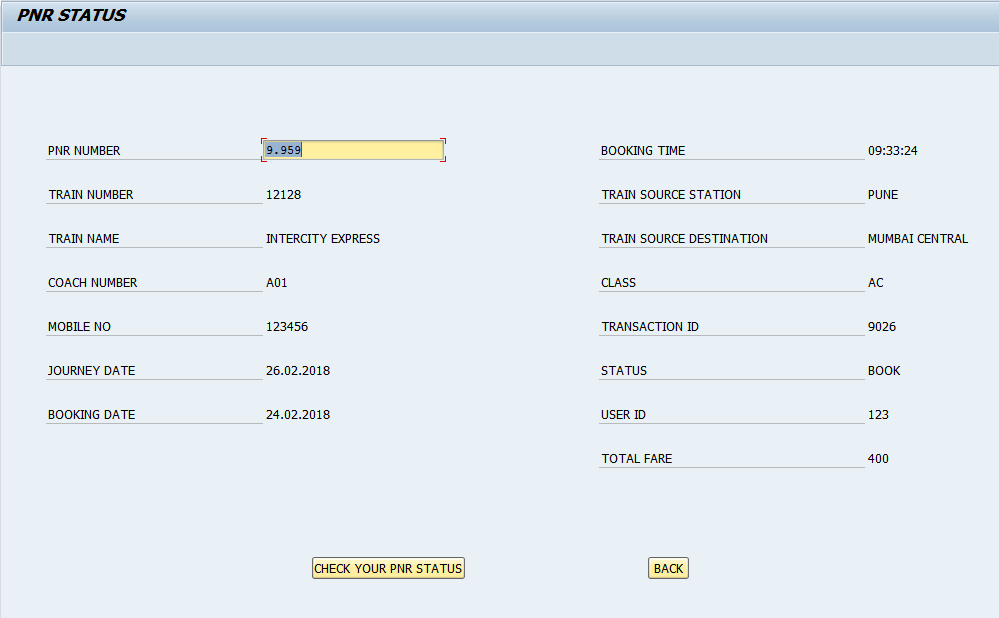 PNR STATUS
PNR NUMBER 9.959 BOOKING TIME 09:33:24
TRAIN NUMBER 12128 TRAIN SOURCE STATION PUNE
TRAIN NAME INTERCITY EXPRESS TRAIN SOURCE DESTINATION MUMBAI CENTRAL
COACH NUMBER A01 CLASS AC
MOBILE NO 123456 TRANSACTION ID 9026
JOURNEY DATE 26.02.2018 STATUS BOOK
BOOKING DATE 24.02.2018 USER ID 123
TOTAL FARE 400
CHECK YOUR PNR STATUS BACK